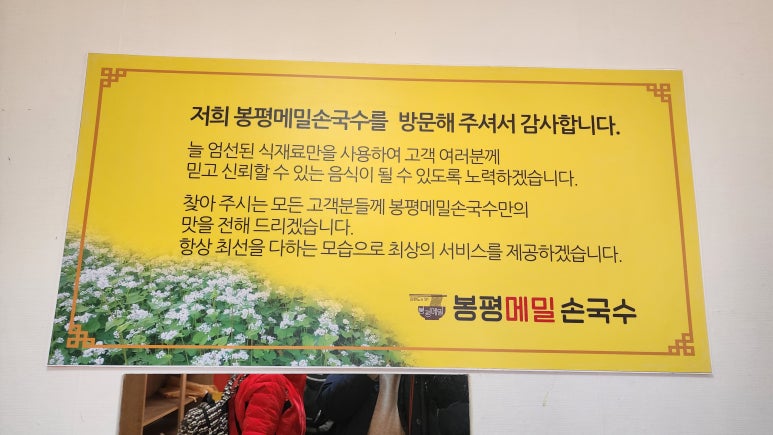 저희 봉평메밀손국수를 방문해 주셔서 감사합니다.
늘 엄선된 식재료만을 사용하여 고객 여러분께
믿고 신뢰할 수 있는 음식이 될 수 있도록 노력하겠습니다.
찾아 주시는 모든 고객분들께 봉평메밀손국수만의
맛을 전해 드리겠습니다.
항상 최선을 다하는 모습으로 최상의 서비스를 제공하겠습니다.
봉평메밀 손국수